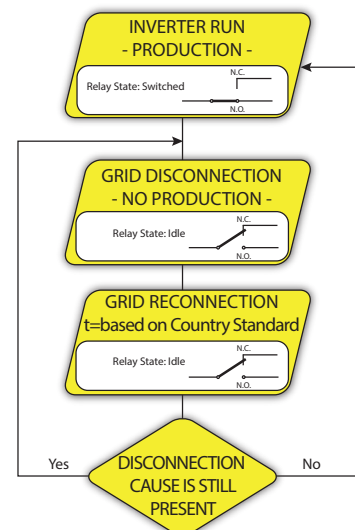 INVERTER RUN
- PRODUCTION -
N.C.
Relay State: Switched
N.O.
GRID DISCONNECTION
- NO PRODUCTION -
N.C.
Relay State: Idle
N.O.
GRID RECONNECTION
t=based on Country Standard
N.C.
Relay State: Idle
N.O.
Yes
DISCONNECTION
CAUSE IS STILL
PRESENT
No